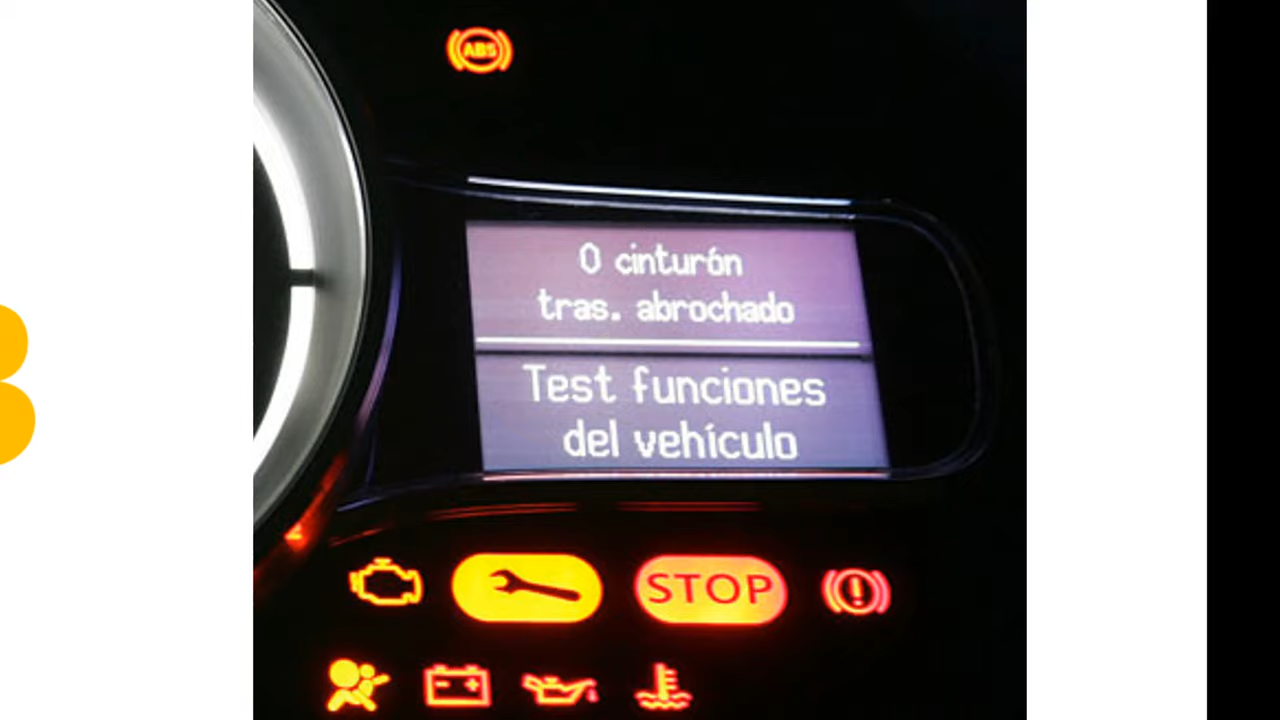 ABS
0 cinturón
tras. abrochado
Test funciones
del vehículo
STOP